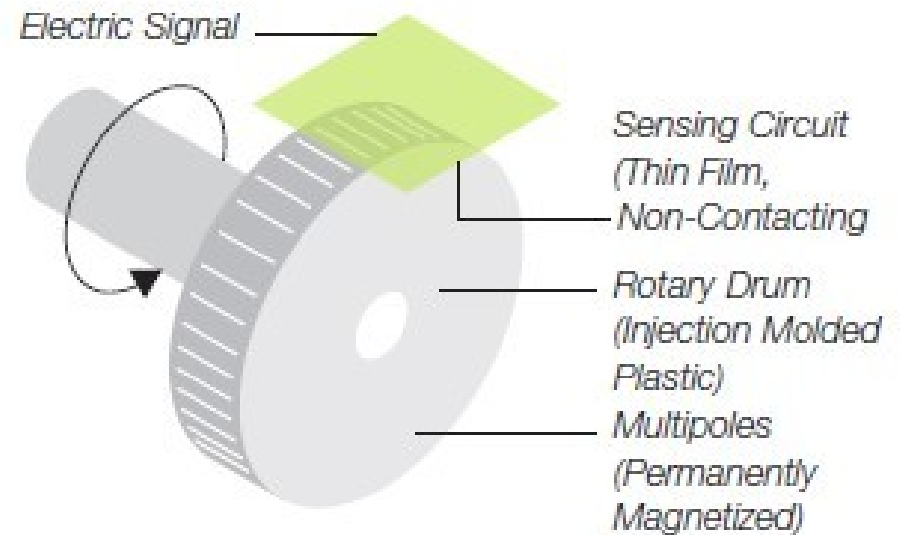 Electric Signal
Sensing Circuit
(Thin Film,
Non-Contacting
Rotary Drum
(Injection Molded
Plastic)
Multipoles
(Permanently
Magnetized)